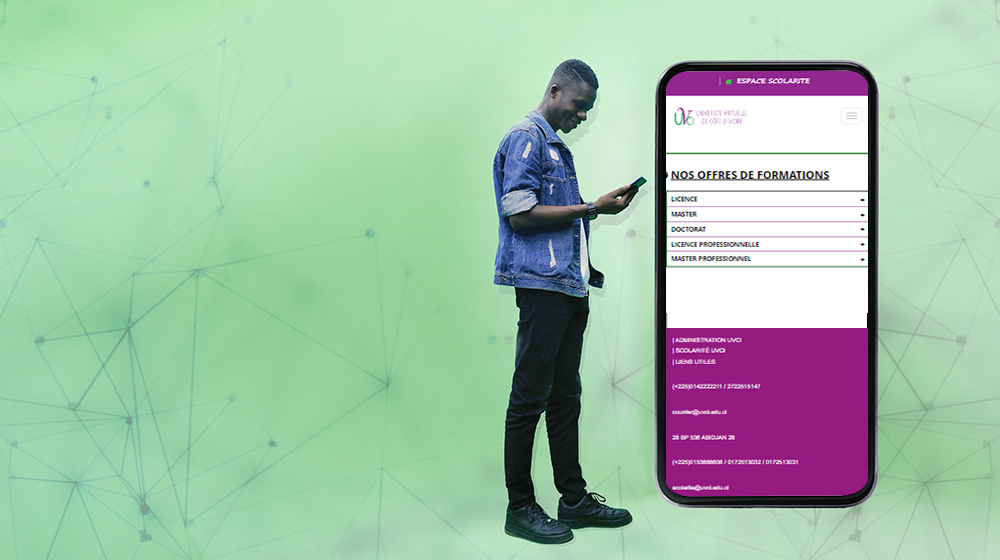 | ESPACE SCOLARITE
UVCI UNIVERSITE VIRTUELLE
DE CÔTE D'IVOIRE
NOS OFFRES DE FORMATIONS
LICENCE +
MASTER +
DOCTORAT +
LICENCE PROFESSIONNELLE +
MASTER PROFESSIONNEL +
| ADMINISTRATION UVCI
| SCOLARITÉ UVCI
| LIENS UTILES
(+225)0142222211 / 2722515147
courrier@uvci.edu.ci
28 BP 536 ABIDJAN 28
/ 0172513032 / 0172513031
scolarite@uvci.edu.ci